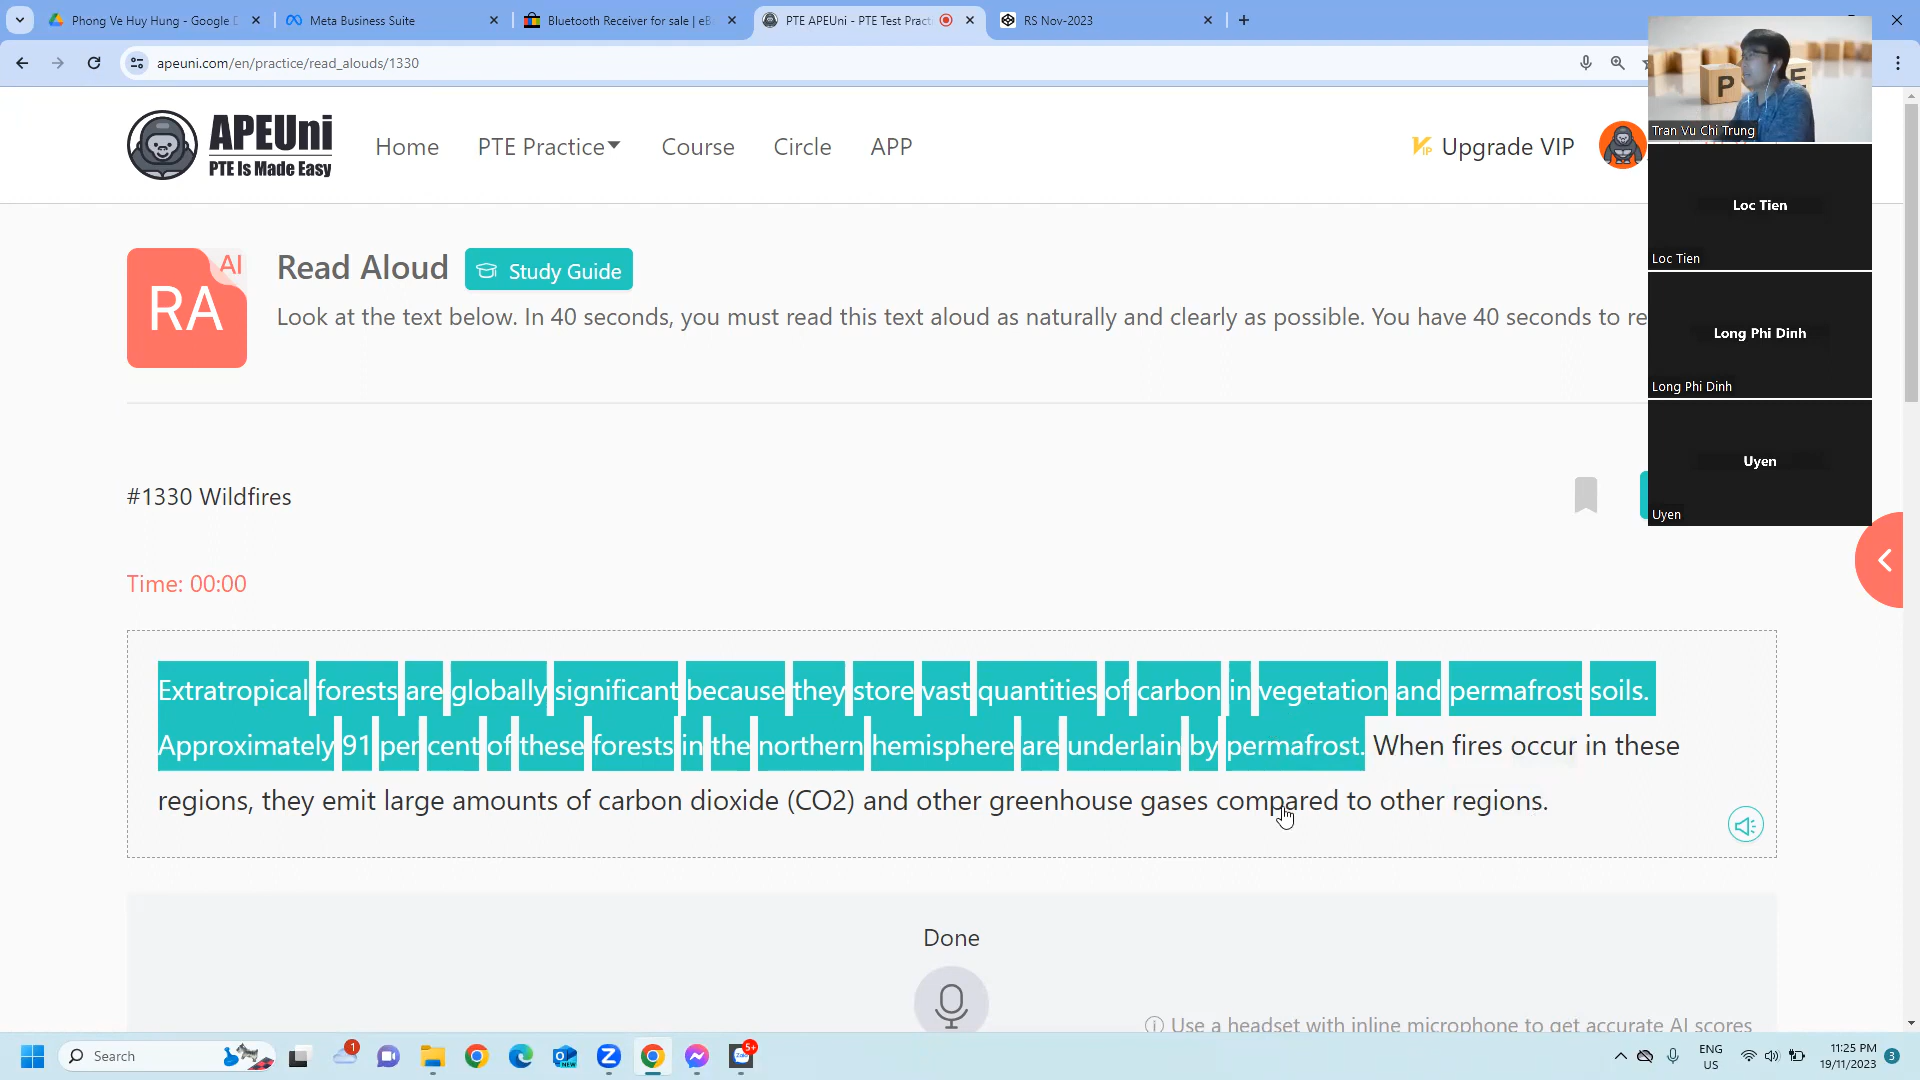 Phong Ve Huy Hung - Google D
Meta Business Suite
Bluetooth Receiver for sale | eB
PTE APEUni - PTE Test Practi
RS Nov-2023
apeuni.com/en/practice/read_alouds/1330
APEUni
PTE Is Made Easy
Home
PTE Practice
Course
Circle
APP
VIP
Upgrade VIP
P
E
Tran Vu Chi Trung
Loc Tien
Loc Tien
Long Phi Dinh
Long Phi Dinh
Uyen
Uyen
AI
RA
Read Aloud
Study Guide
Look at the text below. In 40 seconds, you must read this text aloud as naturally and clearly as possible. You have 40 seconds to re
#1330 Wildfires
Time: 00:00
Extratropical forests are globally significant because they store vast quantities of carbon in vegetation and permafrost soils.
Approximately 91 per cent of these forests in the northern hemisphere are underlain by permafrost. When fires occur in these
regions, they emit large amounts of carbon dioxide (CO2) and other greenhouse gases compared to other regions.
Done
Use a headset with inline microphone to get accurate AI scores
Search
1
NEW
Zalo
5+
ENG
US
11:25 PM
19/11/2023
3